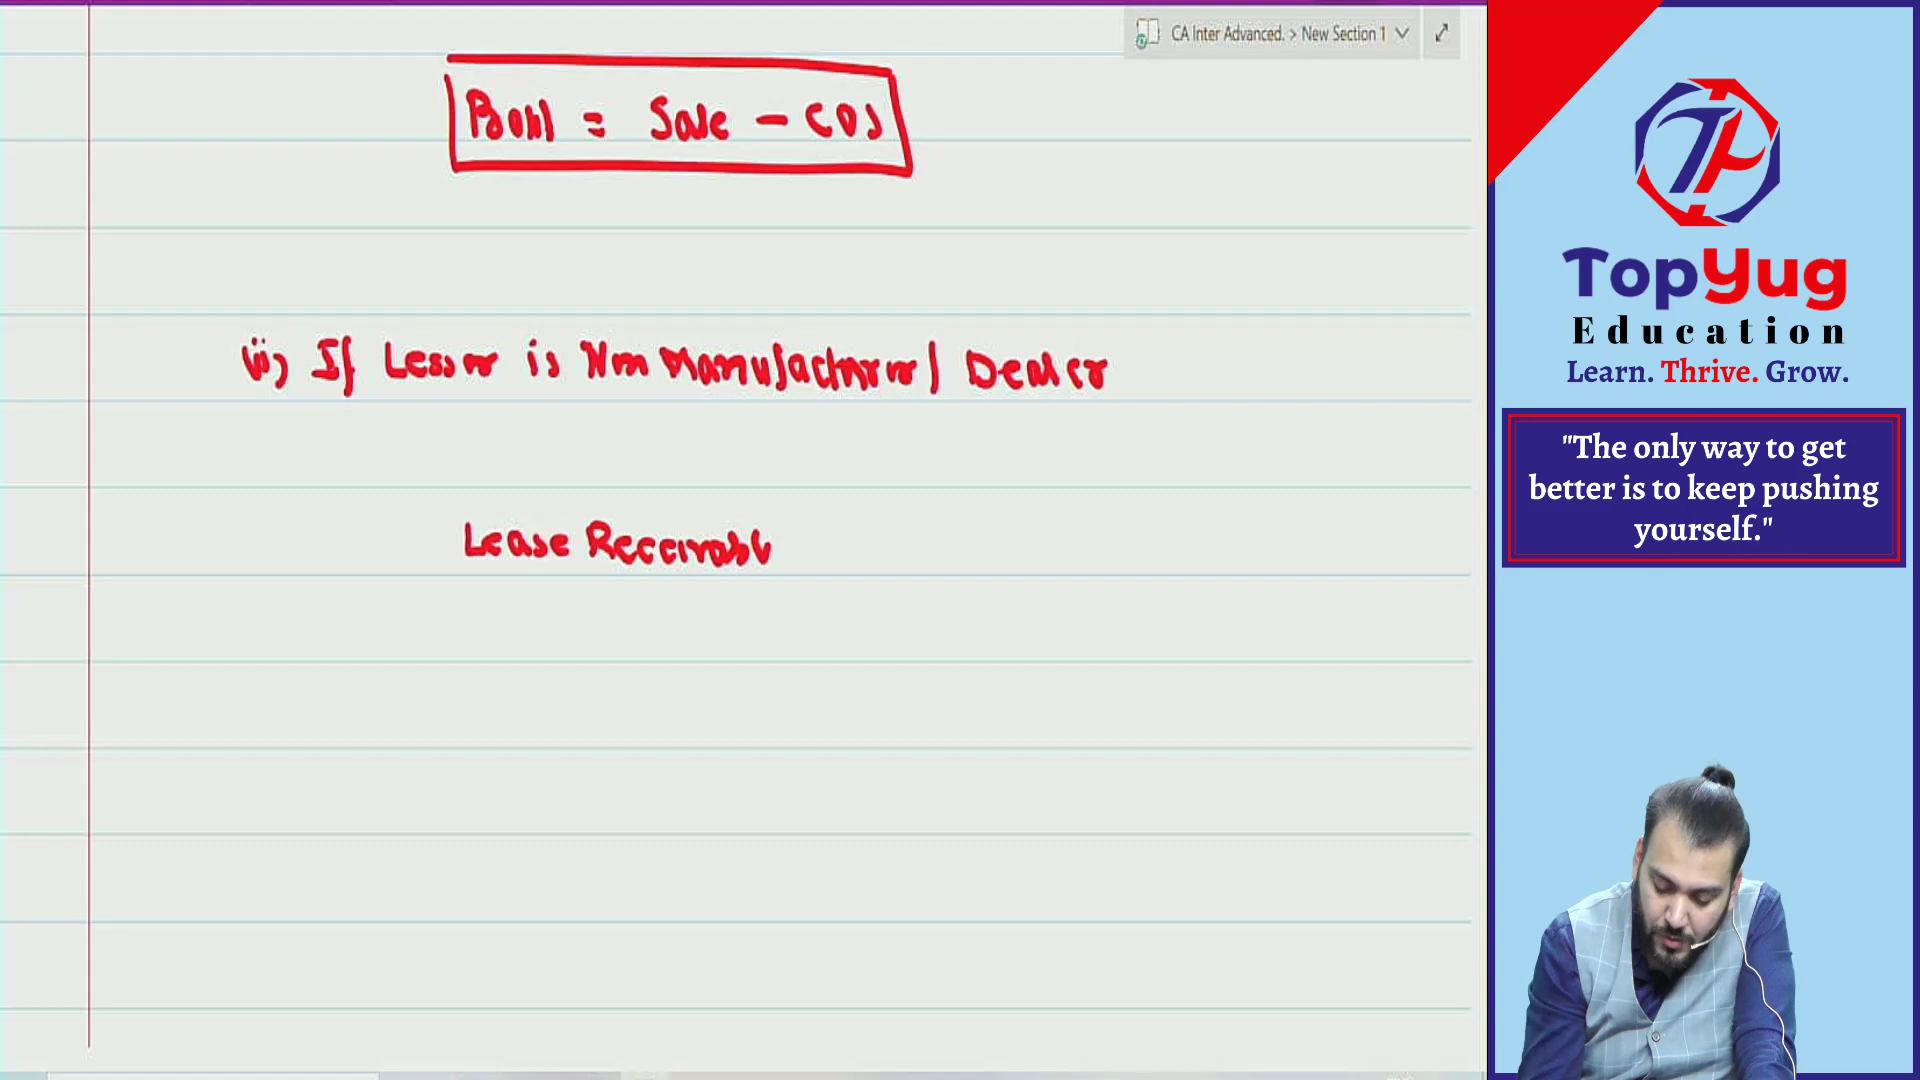 CA Inter Advanced. > New Section 1
Profit = Sale - COS
ii) If Lessor is Non Manufacturer / Dealer
Lease Receivable
TopYug
Education
Learn. Thrive. Grow.
"The only way to get
better is to keep pushing
yourself."